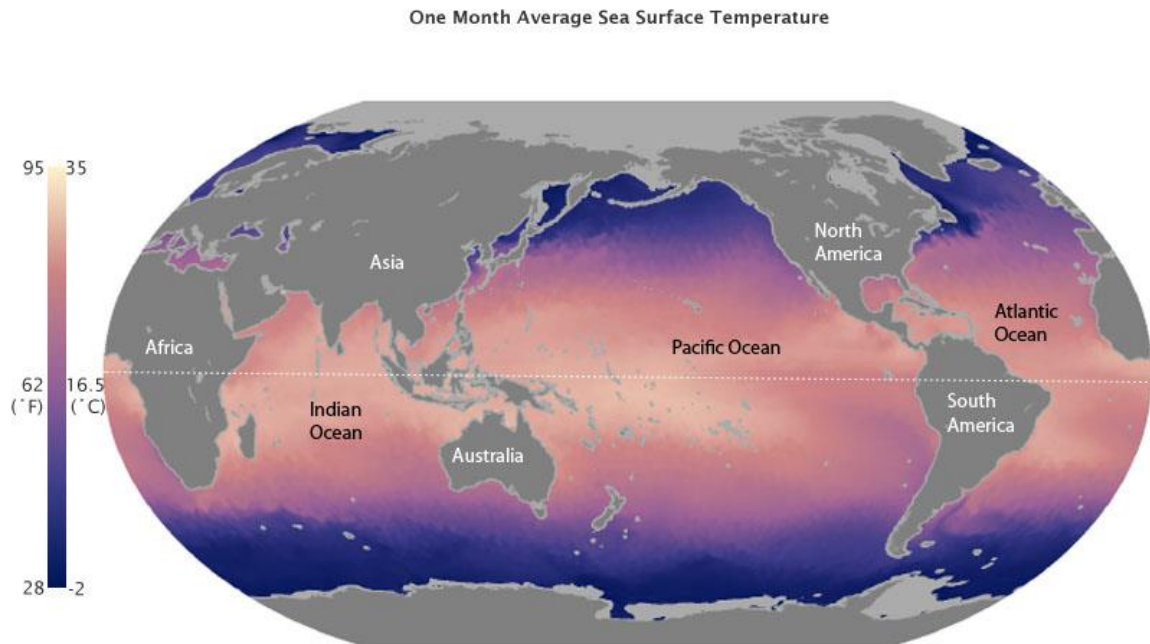 One Month Average Sea Surface Temperature
95 35
62 16.5
(˚F) (˚C)
28 -2
Asia
North
America
Africa
Pacific Ocean
Atlantic
Ocean
Indian
Ocean
Australia
South
America